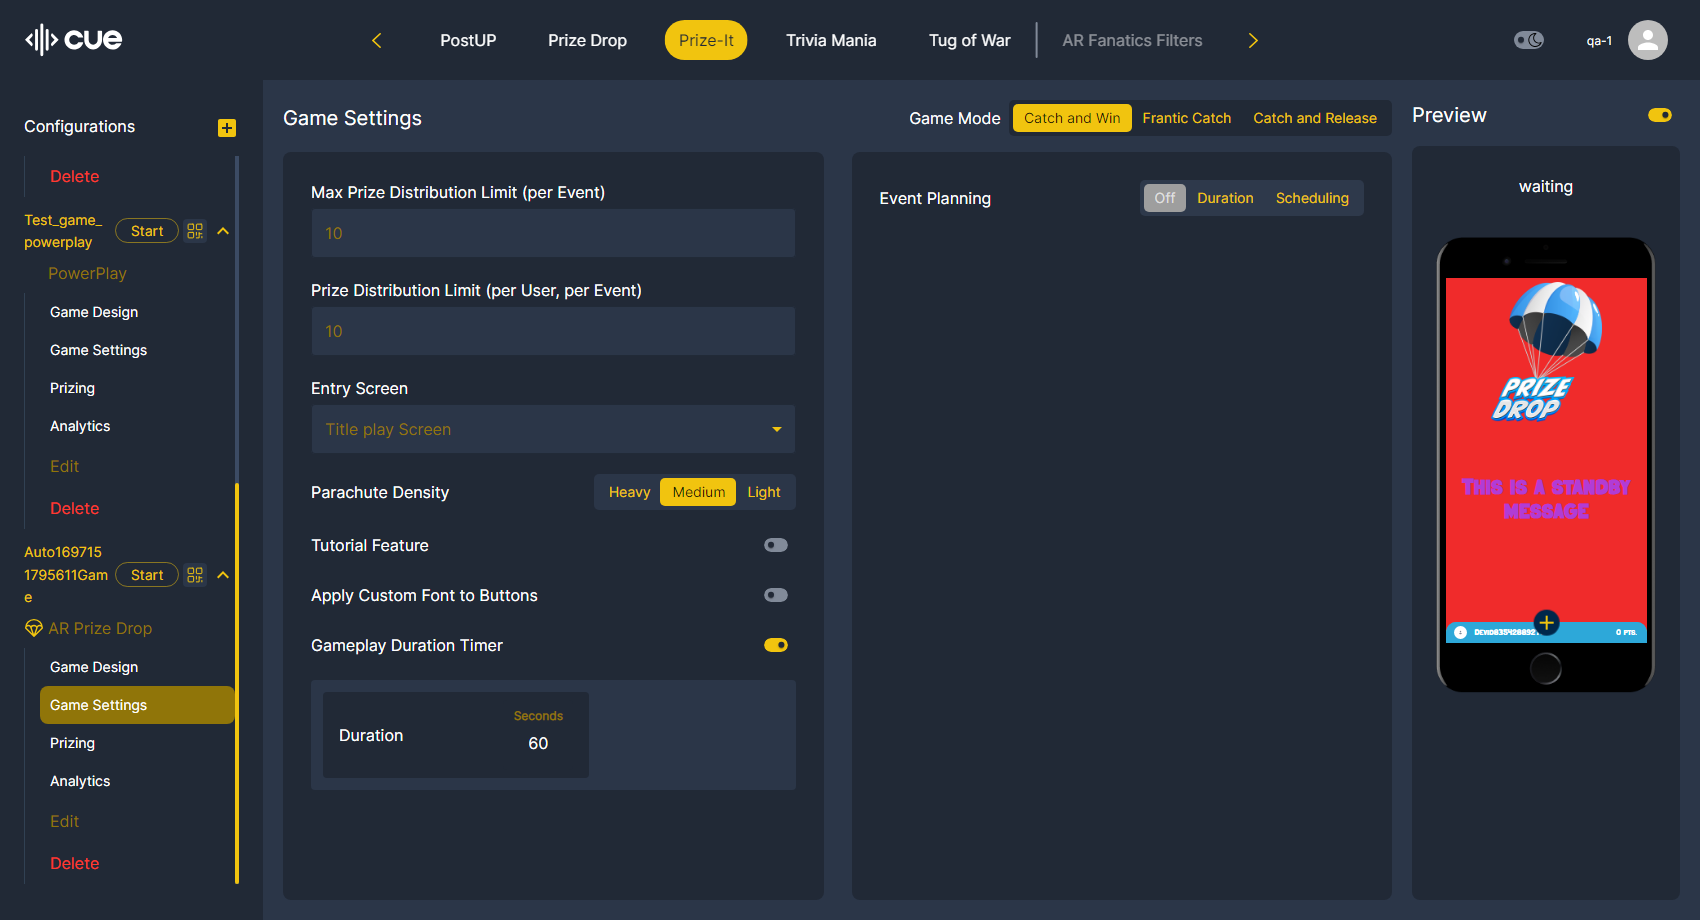 cue
PostUP
Prize Drop
Prize-It
Trivia Mania
Tug of War
AR Fanatics Filters
qa-1
Configurations
Delete
Test_game_
powerplay
Start
PowerPlay
Game Design
Game Settings
Prizing
Analytics
Edit
Delete
Auto169715
1795611Gam
e
Start
AR Prize Drop
Game Design
Game Settings
Prizing
Analytics
Edit
Delete
Game Settings
Game Mode
Catch and Win
Frantic Catch
Catch and Release
Max Prize Distribution Limit (per Event)
10
Prize Distribution Limit (per User, per Event)
10
Entry Screen
Title play Screen
Parachute Density
Heavy
Medium
Light
Tutorial Feature
Apply Custom Font to Buttons
Gameplay Duration Timer
Duration
Seconds
60
Event Planning
Off
Duration
Scheduling
Preview
waiting
PRIZE
DROP
THIS IS A STANDBY
MESSAGE
0 PTS.